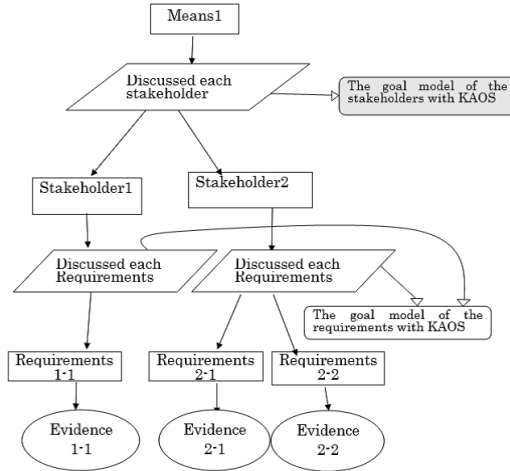 Means1
Discussed each
stakeholder
The goal model of the
stakeholders with KAOS
Stakeholder1
Stakeholder2
Discussed each
Requirements
Discussed each
Requirements
The goal model of the
requirements with KAOS
Requirements
1-1
Requirements
2-1
Requirements
2-2
Evidence
1-1
Evidence
2-1
Evidence
2-2